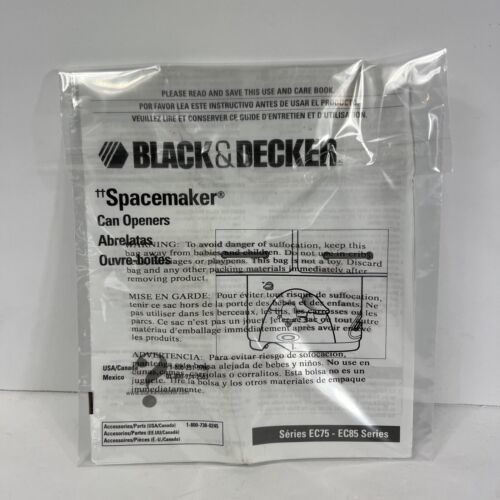 PLEASE READ AND SAVE THIS USE AND CARE BOOK.
POR FAVOR LEA ESTE INSTRUCTIVO ANTES DE USAR EL PRODUCTO.
VEUILLEZ LIRE ET CONSERVER CE GUIDE D'ENTRETIEN ET D'UTILISATION.
BLACK&DECKER
††Spacemaker®
Can Openers
Abrelatas
Ouvre-boîtes
WARNING: To avoid danger of suffocation, keep this
bag away from babies and children. Do not use in cribs,
carriages or playpens. This bag is not a toy. Discard
bag and any other packing materials immediately after
removing product.
MISE EN GARDE: Pour éviter tout risque de suffocation,
tenir ce sac hors de la portée des bébés et des enfants. Ne
pas utiliser dans les berceaux, les lits, les carrosses ou les
parcs. Ce sac n'est pas un jouet. Jeter ce sac et tout autre
matériau d'emballage immédiatement après avoir enlevé
les produits.
ADVERTENCIA: Para evitar riesgo de sofocación,
mantenga esta bolsa alejada de bebés y niños. No use en
cunas, camas, carriolas o corralitos. Esta bolsa no es un
juguete. Tire la bolsa y los otros materiales de empaque
inmediatamente.
USA/Canada
Mexico
?
Accessories/Parts (USA/Canada) 1-800-738-0245
Accesorios/Partes (EE.UU/Canadá)
Accessoires/Pièces (É.-U./Canada)
Séries EC75 - EC85 Series